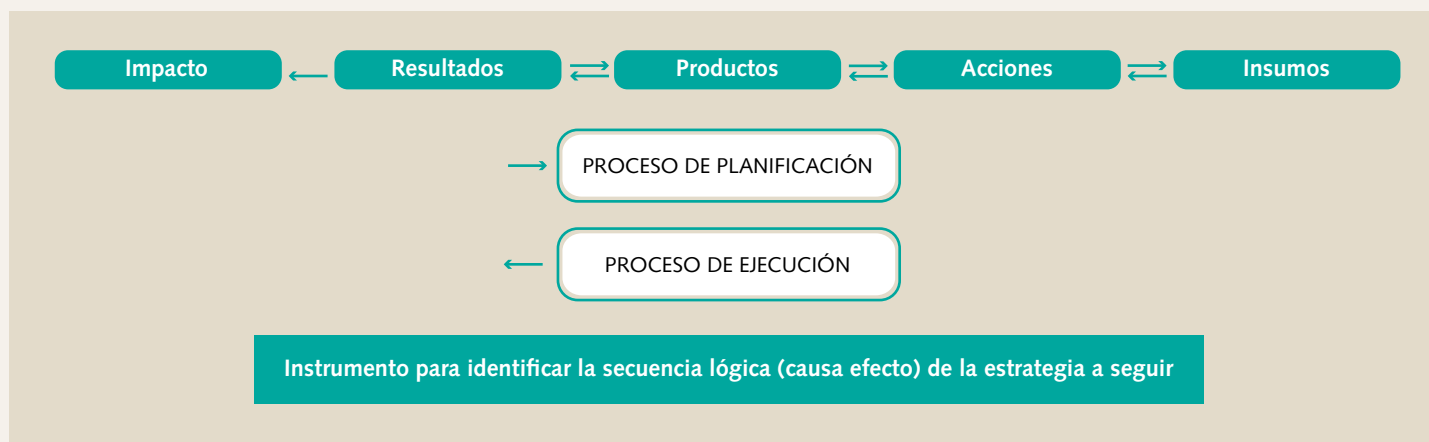 Impacto
Resultados
Productos
Acciones
Insumos
PROCESO DE PLANIFICACIÓN
PROCESO DE EJECUCIÓN
Instrumento para identificar la secuencia lógica (causa efecto) de la estrategia a seguir